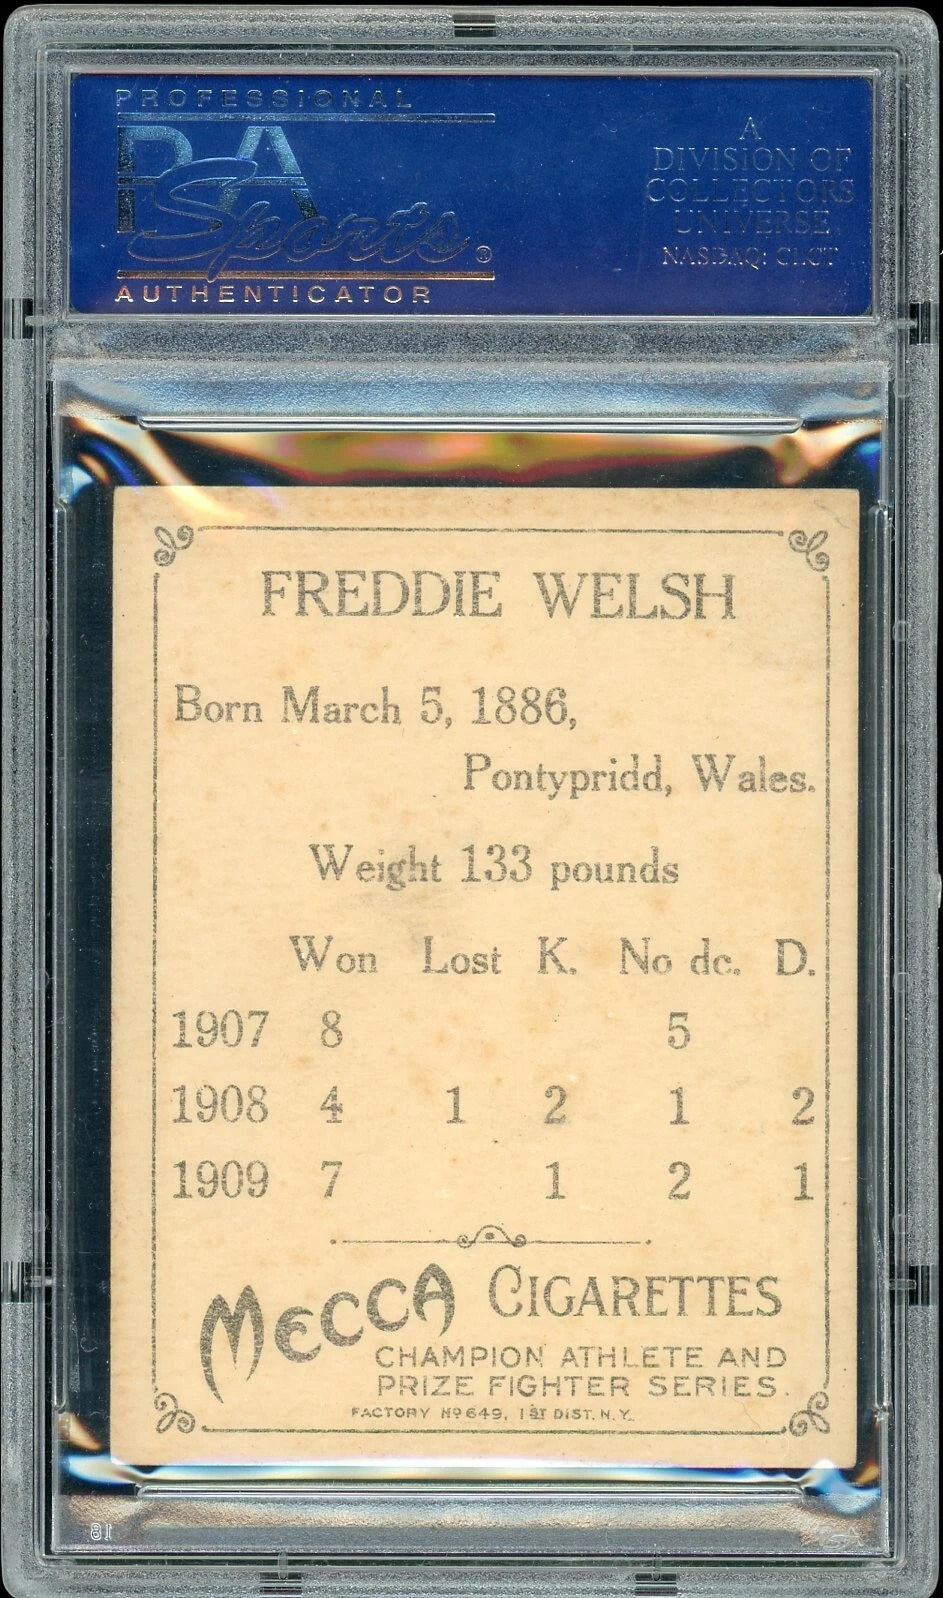 PROFESSIONAL
PSA
Sports®
AUTHENTICATOR
A
DIVISION OF
COLLECTORS
UNIVERSE
NASDAQ: CLCT
FREDDIE WELSH
Born March 5, 1886,
Pontypridd, Wales.
Weight 133 pounds
Won Lost K. No dc. D.
1907 8 5
1908 4 1 2 1 2
1909 7 1 2 1
MECCA CIGARETTES
CHAMPION ATHLETE AND
PRIZE FIGHTER SERIES.
FACTORY No 649, 1ST DIST. N.Y.